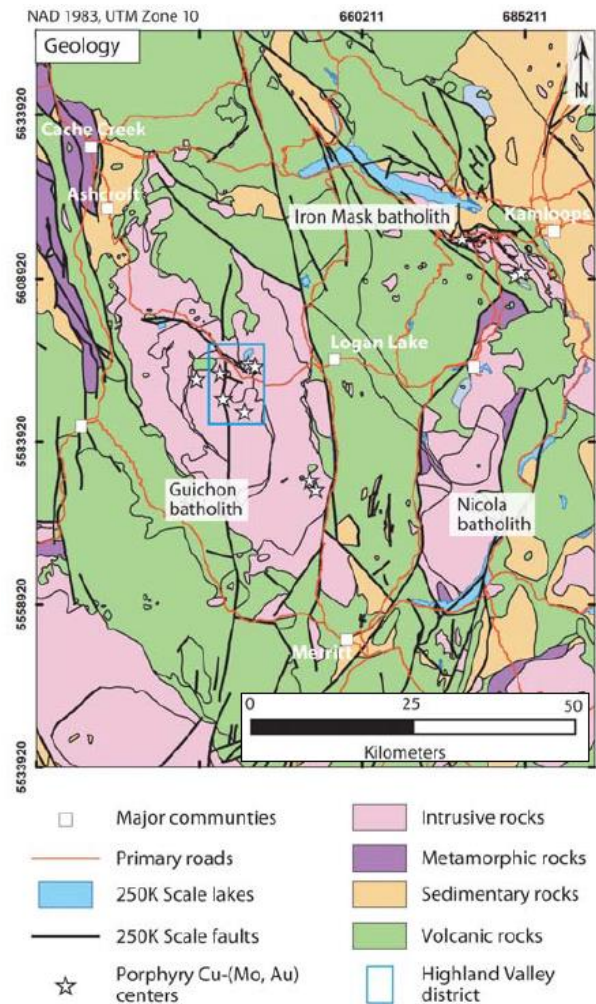 NAD 1983, UTM Zone 10
660211
685211
Geology
N
5633920
Cache Creek
Ashcroft
Iron Mask batholith
Kamloops
5608920
Logan Lake
5583920
Guichon
batholith
Nicola
batholith
5558920
Merritt
0 25 50
Kilometers
5533920
Major communties
Primary roads
250K Scale lakes
250K Scale faults
Porphyry Cu-(Mo, Au)
centers
Intrusive rocks
Metamorphic rocks
Sedimentary rocks
Volcanic rocks
Highland Valley
district